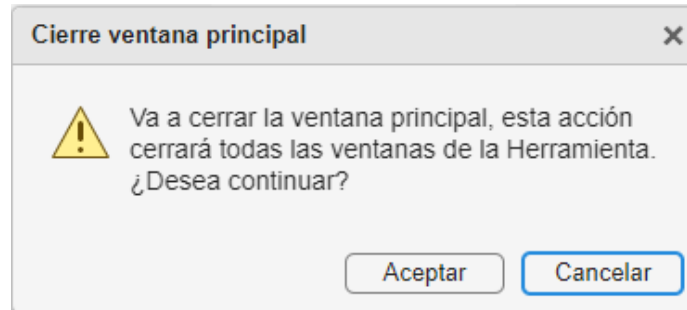 Cierre ventana principal
Va a cerrar la ventana principal, esta acción
cerrará todas las ventanas de la Herramienta.
¿Desea continuar?
Aceptar Cancelar